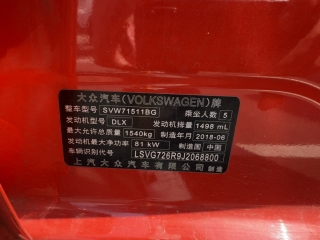 大众汽车(VOLKSWAGEN)牌
整车型号 SVW71511BG 乘坐人数 5
发动机型号 DLX 发动机排量 1498 mL
最大允许总质量 1540kg 制造年月 2018-06
发动机最大净功率 81 kW 制造国 中国
车辆识别代号 LSVG726R9J2068800
上汽大众汽车有限公司 制造